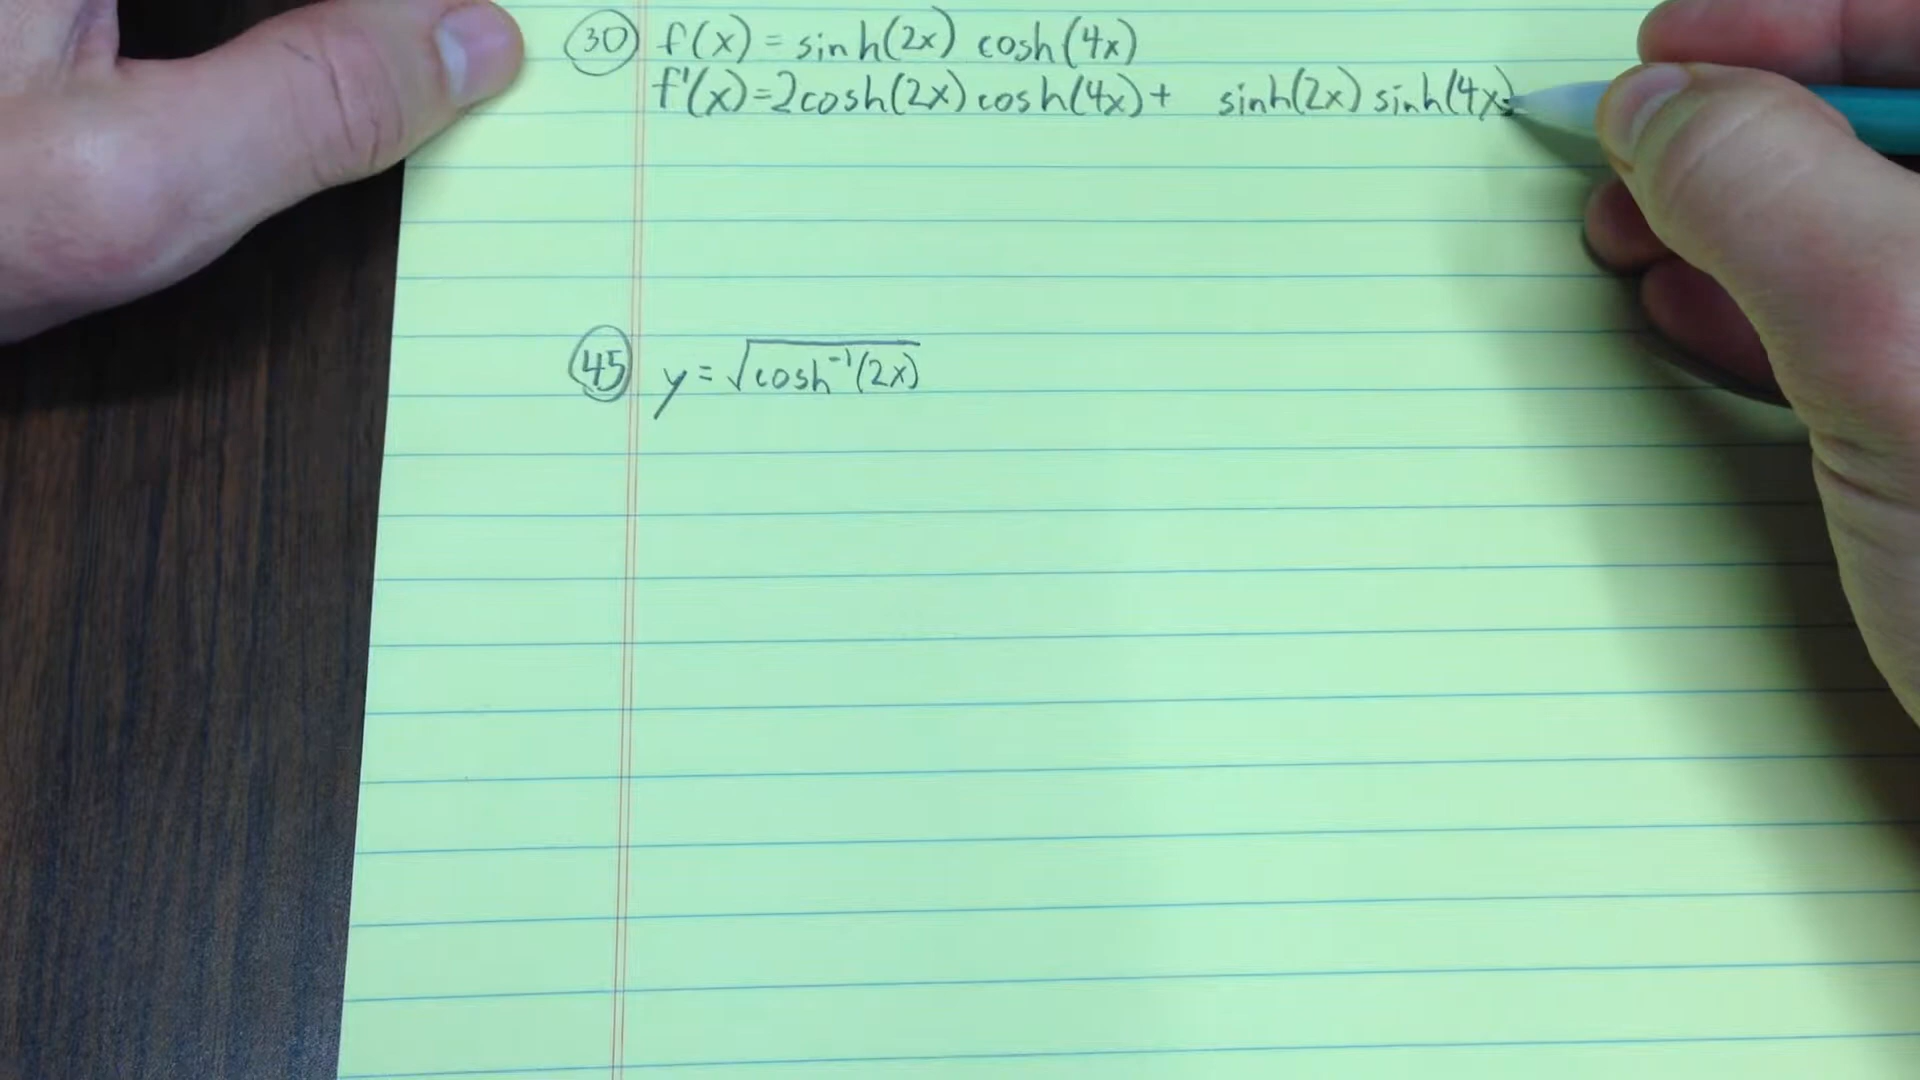 30 f(x) = sinh(2x) cosh(4x)
f'(x)=2cosh(2x) cosh(4x)+ sinh(2x) sinh(4x)
45 y = √cosh⁻¹(2x)